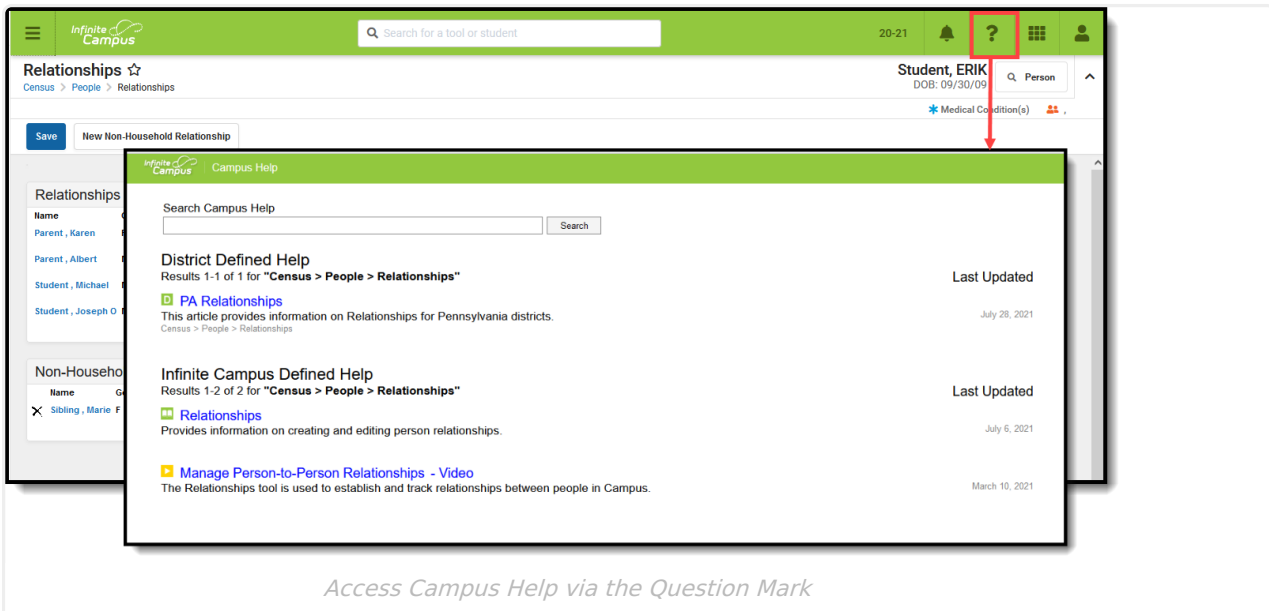 Infinite Campus
Search for a tool or student
20-21
?
Relationships
Student, ERIK
DOB: 09/30/09
Person
Census > People > Relationships
Medical Condition(s)
,
Save
New Non-Household Relationship
Relationships
Name
Parent , Karen
Parent , Albert
Student , Michael
Student , Joseph O
Non-Househo
Name
Sibling , Marie F
Infinite Campus
Campus Help
Search Campus Help
Search
District Defined Help
Results 1-1 of 1 for "Census > People > Relationships"
Last Updated
D PA Relationships
July 28, 2021
This article provides information on Relationships for Pennsylvania districts.
Census > People > Relationships
Infinite Campus Defined Help
Results 1-2 of 2 for "Census > People > Relationships"
Last Updated
Relationships
Provides information on creating and editing person relationships.
July 6, 2021
Manage Person-to-Person Relationships - Video
The Relationships tool is used to establish and track relationships between people in Campus.
March 10, 2021
Access Campus Help via the Question Mark